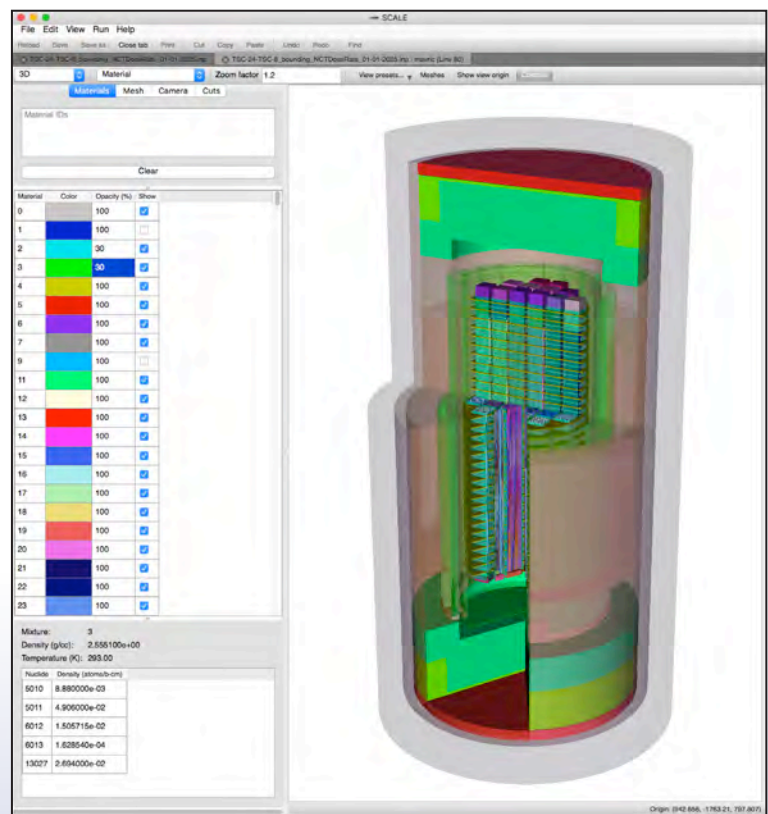 SCALE
File Edit View Run Help
Reload Save Save as Close tab Print Cut Copy Paste Undo Redo Find
3D Material Zoom factor 1.2 View presets... Meshes Show view origin
Materials Mesh Camera Cuts
Material IDs
Clear
Material Color Opacity (%) Show
0 100
1 100
2 30
3 30
4 100
5 100
6 100
7 100
9 100
11 100
12 100
13 100
14 100
15 100
16 100
17 100
18 100
19 100
20 100
21 100
22 100
23 100
Mixture: 3
Density (g/cc): 2.555100e+00
Temperature (K): 293.00
Nuclide Density (atoms/b-cm)
5010 8.880000e-03
5011 4.906000e-02
6012 1.505715e-02
6013 1.628540e-04
13027 2.694000e-02